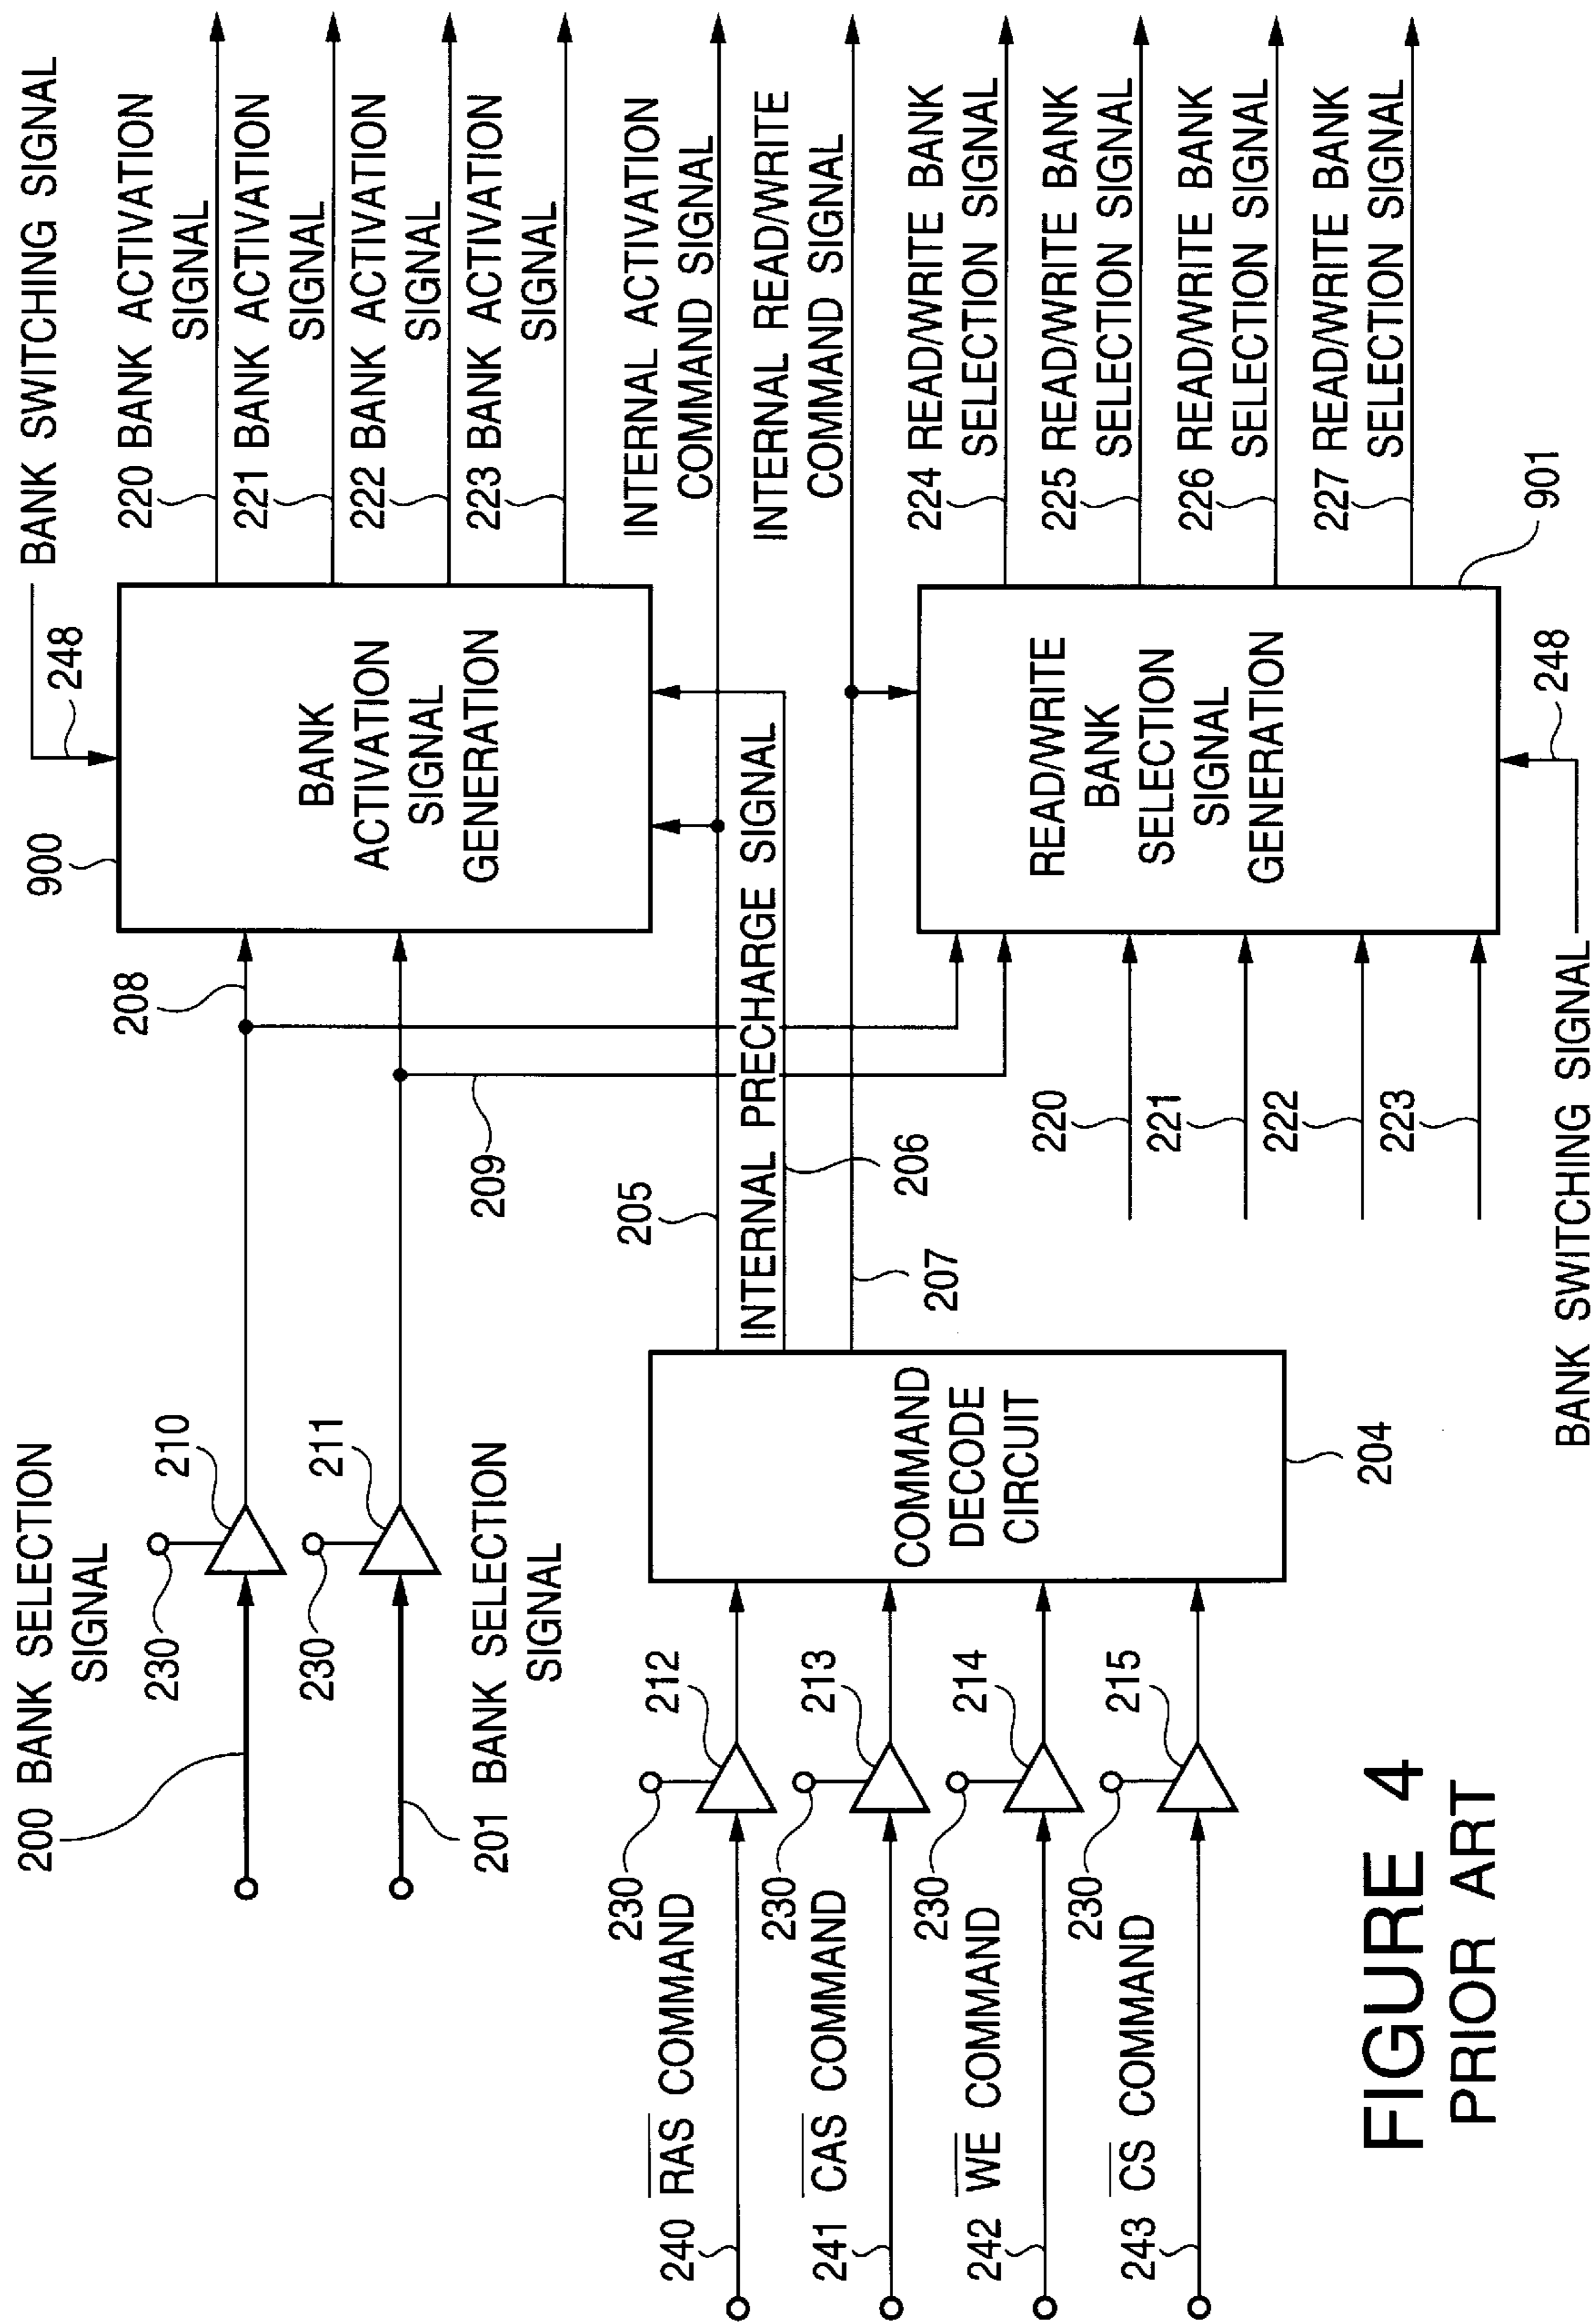 BANK SWITCHING SIGNAL
248
900
200 BANK SELECTION
SIGNAL
230
210
208
201 BANK SELECTION
SIGNAL
230
211
209
BANK
ACTIVATION
SIGNAL
GENERATION
220 BANK ACTIVATION
SIGNAL
221 BANK ACTIVATION
SIGNAL
222 BANK ACTIVATION
SIGNAL
223 BANK ACTIVATION
SIGNAL
INTERNAL ACTIVATION
COMMAND SIGNAL
INTERNAL READ/WRITE
COMMAND SIGNAL
205
INTERNAL PRECHARGE SIGNAL
206
207
230
240 R̅A̅S̅ COMMAND
212
230
241 C̅A̅S̅ COMMAND
213
230
242 W̅E̅ COMMAND
214
230
243 C̅S̅ COMMAND
215
COMMAND
DECODE
CIRCUIT
204
220
221
222
223
READ/WRITE
BANK
SELECTION
SIGNAL
GENERATION
224 READ/WRITE BANK
SELECTION SIGNAL
225 READ/WRITE BANK
SELECTION SIGNAL
226 READ/WRITE BANK
SELECTION SIGNAL
227 READ/WRITE BANK
SELECTION SIGNAL
901
248
BANK SWITCHING SIGNAL
FIGURE 4
PRIOR ART